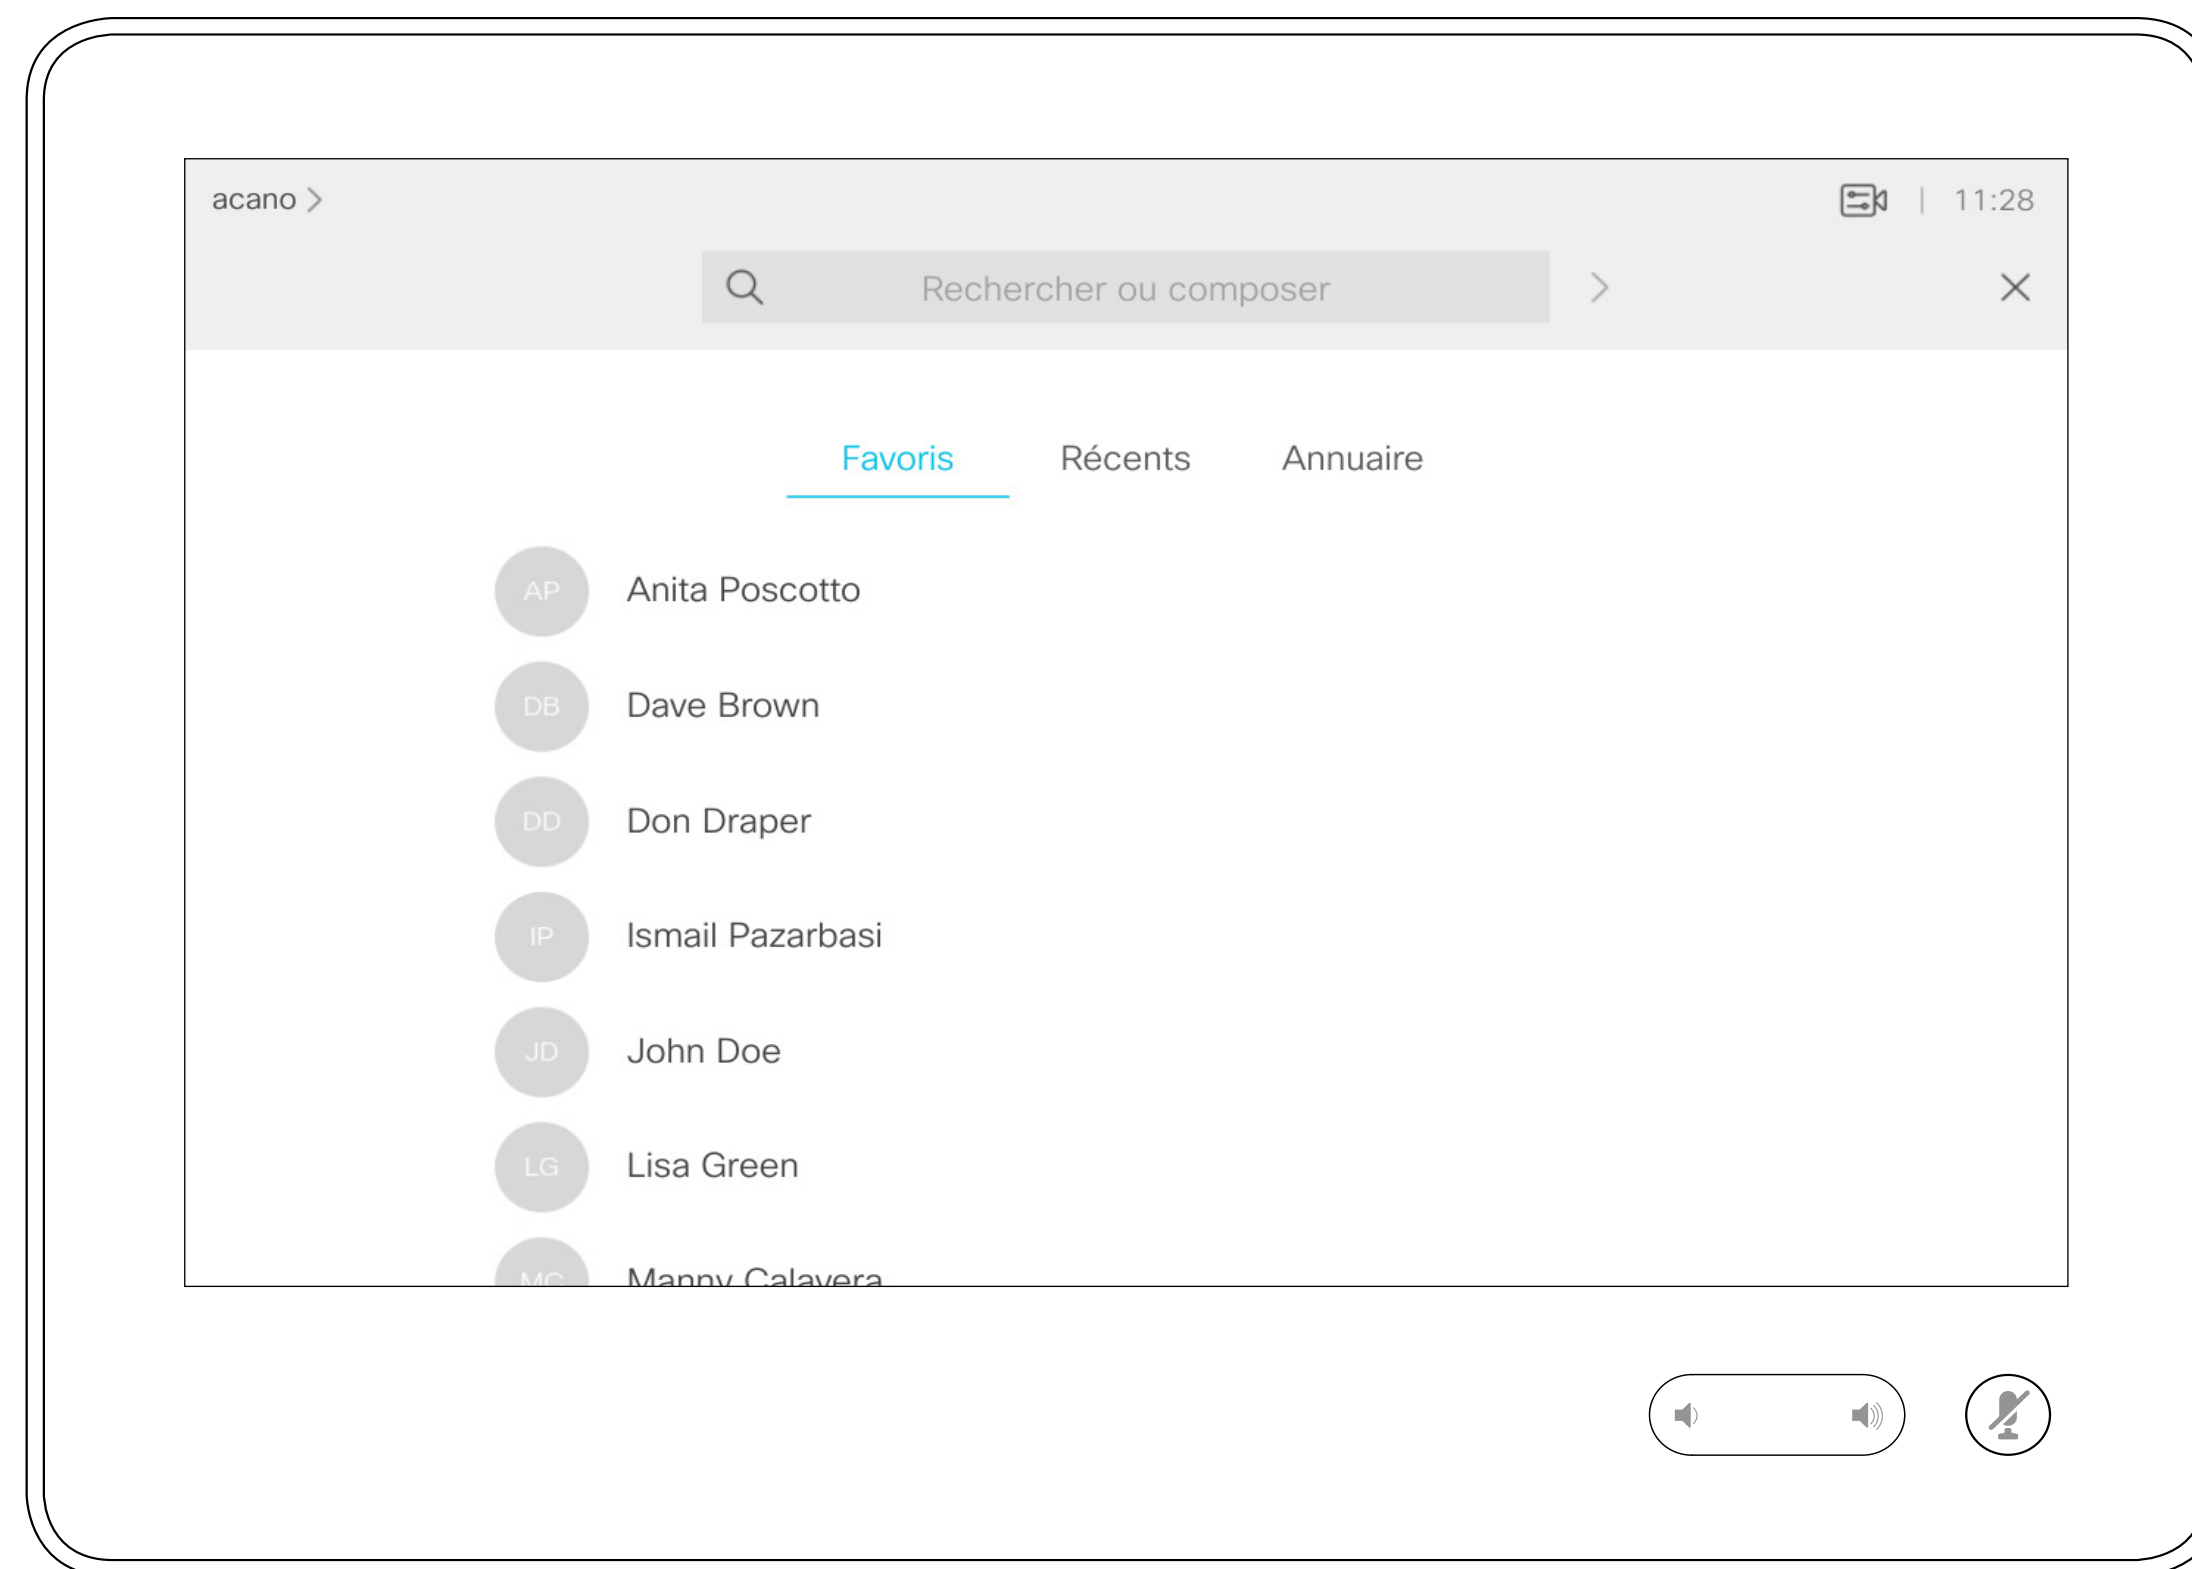 acano
11:28
Rechercher ou composer
Favoris Récents Annuaire
AP Anita Poscotto
DB Dave Brown
DD Don Draper
IP Ismail Pazarbasi
JD John Doe
LG Lisa Green
MC Manny Calavera